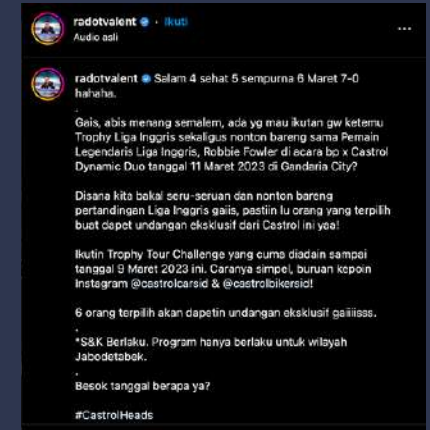 radotvalent · Ikuti
Audio asli
...
radotvalent Salam 4 sehat 5 sempurna 6 Maret 7-0
hahaha.
.
Gais, abis menang semalem, ada yg mau ikutan gw ketemu
Trophy Liga Inggris sekaligus nonton bareng sama Pemain
Legendaris Liga Inggris, Robbie Fowler di acara bp x Castrol
Dynamic Duo tanggal 11 Maret 2023 di Gandaria City?
Disana kita bakal seru-seruan dan nonton bareng
pertandingan Liga Inggris gaiis, pastiin lu orang yang terpilih
buat dapet undangan eksklusif dari Castrol ini yaa!
Ikutin Trophy Tour Challenge yang cuma diadain sampai
tanggal 9 Maret 2023 ini. Caranya simpel, buruan kepoin
Instagram @castrolcarsid & @castrolbikersid!
6 orang terpilih akan dapetin undangan eksklusif gaiiisss.
.
*S&K Berlaku. Program hanya berlaku untuk wilayah
Jabodetabek.
.
Besok tanggal berapa ya?
#CastrolHeads